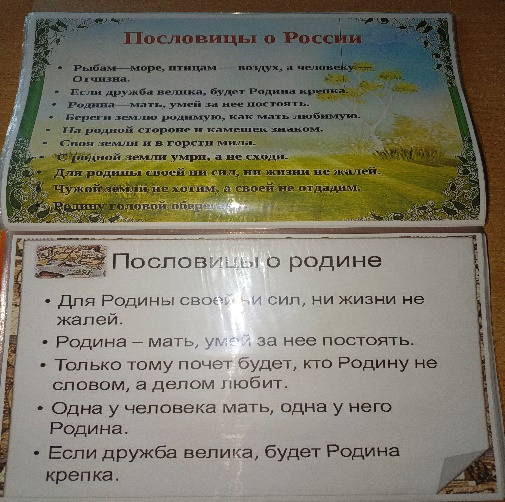 Пословицы о России
• Рыбам—море, птицам — воздух, а человеку—
Отчизна.
• Если дружба велика, будет Родина крепка.
• Родина—мать, умей за нее постоять.
• Береги землю родимую, как мать любимую.
• На родной стороне и камешек знаком.
• Своя земля и в горсти мила.
• С родной земли умри, а не сходи.
• Для родины своей ни сил, ни жизни не жалей.
Чужой земли не хотим, а своей не отдадим.
Родину головой
Пословицы о родине
• Для Родины своей ни сил, ни жизни не
жалей.
• Родина – мать, умей за нее постоять.
• Только тому почет будет, кто Родину не
словом, а делом любит.
• Одна у человека мать, одна у него
Родина.
• Если дружба велика, будет Родина
крепка.